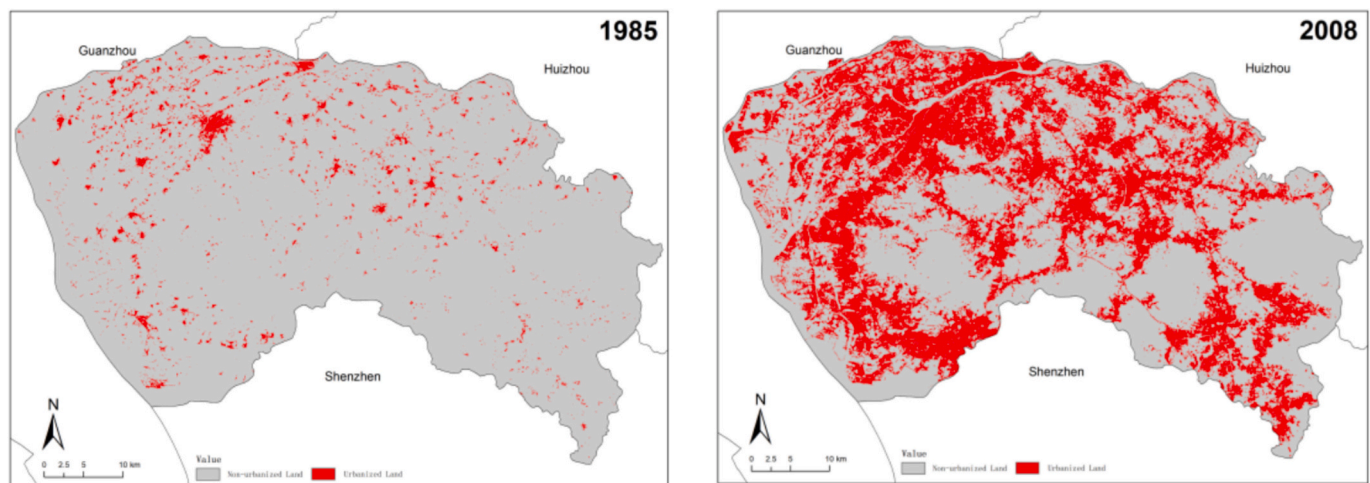 1985
Guanzhou
Huizhou
Shenzhen
N
0 2.5 5 10 km
Value
Non-urbanized Land Urbanized Land
2008
Guanzhou
Huizhou
Shenzhen
N
0 2.5 5 10 km
Value
Non-urbanized Land Urbanized Land